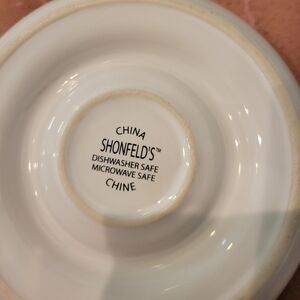 CHINA
SHONFELD'S™
DISHWASHER SAFE
MICROWAVE SAFE
CHINE